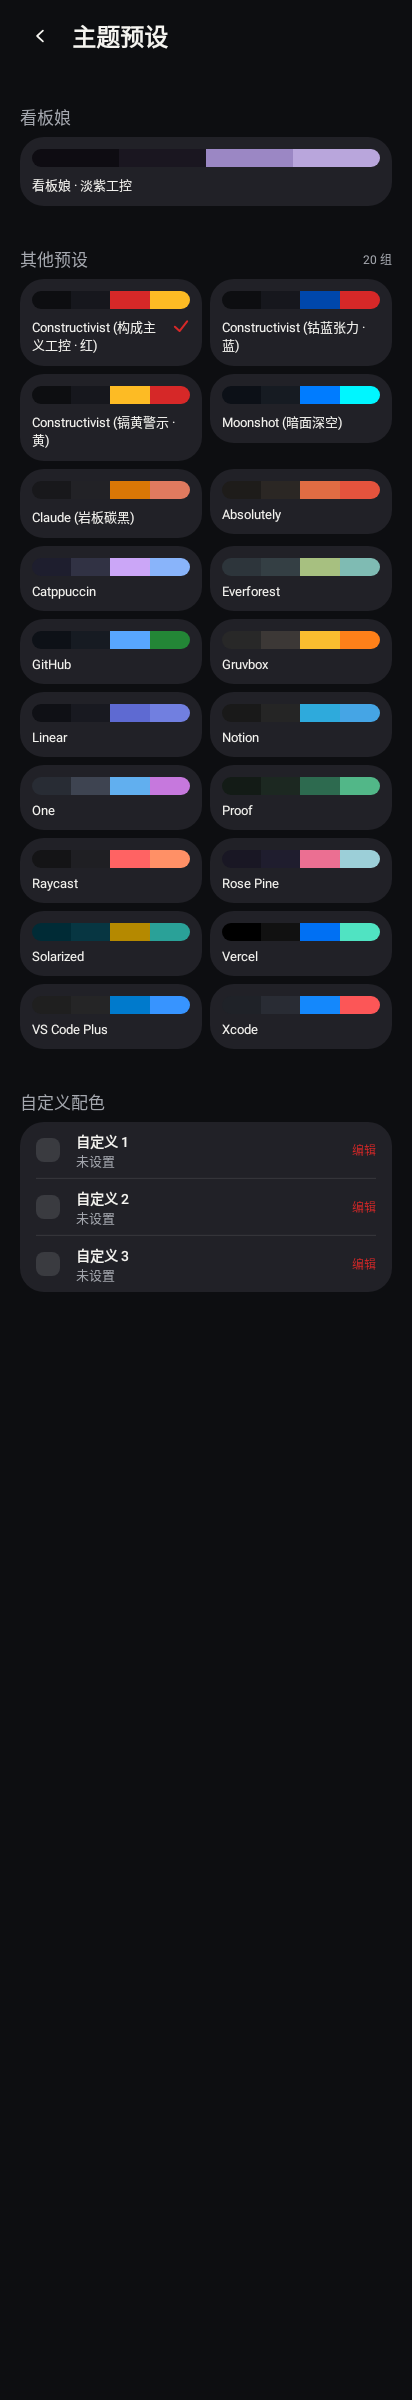 主题预设
看板娘
看板娘 · 淡紫工控
其他预设
20 组
Constructivist (构成主
义工控 · 红)
Constructivist (钴蓝张力 ·
蓝)
Constructivist (镉黄警示 ·
黄)
Moonshot (暗面深空)
Claude (岩板碳黑)
Absolutely
Catppuccin
Everforest
GitHub
Gruvbox
Linear
Notion
One
Proof
Raycast
Rose Pine
Solarized
Vercel
VS Code Plus
Xcode
自定义配色
自定义 1
未设置
编辑
自定义 2
未设置
编辑
自定义 3
未设置
编辑